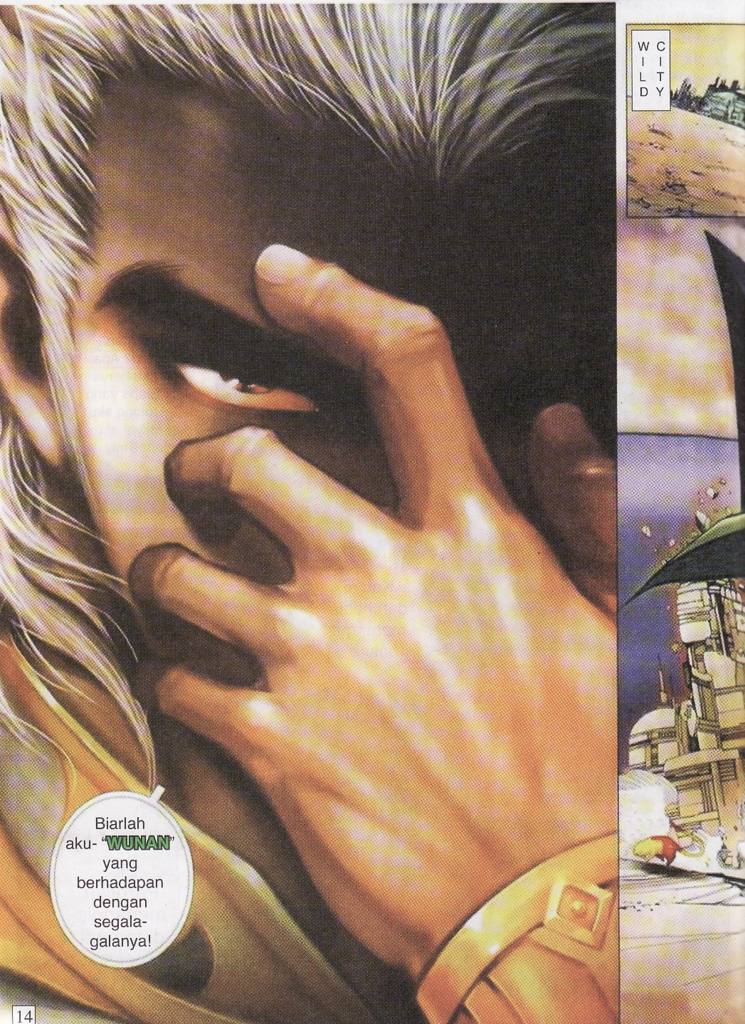 WILD
CITY
Biarlah
aku- "WUNAN"
yang
berhadapan
dengan
segala-
galanya!
14